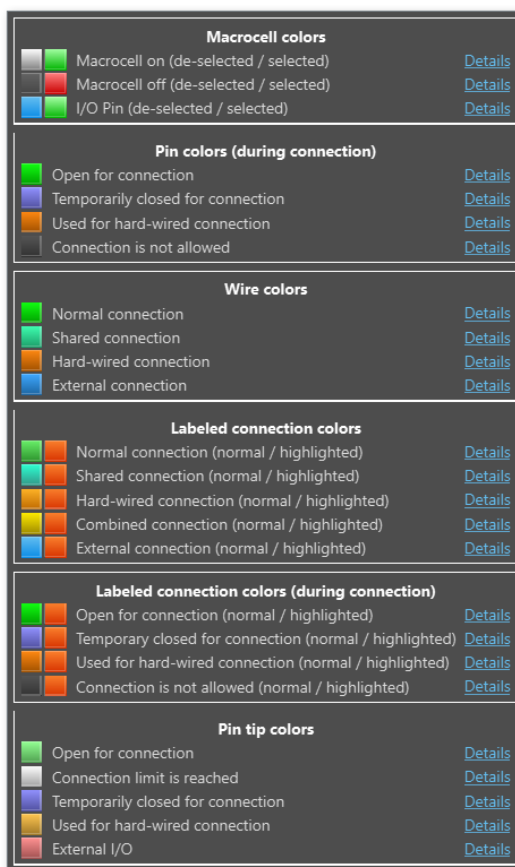 Macrocell colors
Macrocell on (de-selected / selected) Details
Macrocell off (de-selected / selected) Details
I/O Pin (de-selected / selected) Details
Pin colors (during connection)
Open for connection Details
Temporarily closed for connection Details
Used for hard-wired connection Details
Connection is not allowed Details
Wire colors
Normal connection Details
Shared connection Details
Hard-wired connection Details
External connection Details
Labeled connection colors
Normal connection (normal / highlighted) Details
Shared connection (normal / highlighted) Details
Hard-wired connection (normal / highlighted) Details
Combined connection (normal / highlighted) Details
External connection (normal / highlighted) Details
Labeled connection colors (during connection)
Open for connection (normal / highlighted) Details
Temporary closed for connection (normal / highlighted) Details
Used for hard-wired connection (normal / highlighted) Details
Connection is not allowed (normal / highlighted) Details
Pin tip colors
Open for connection Details
Connection limit is reached Details
Temporarily closed for connection Details
Used for hard-wired connection Details
External I/O Details